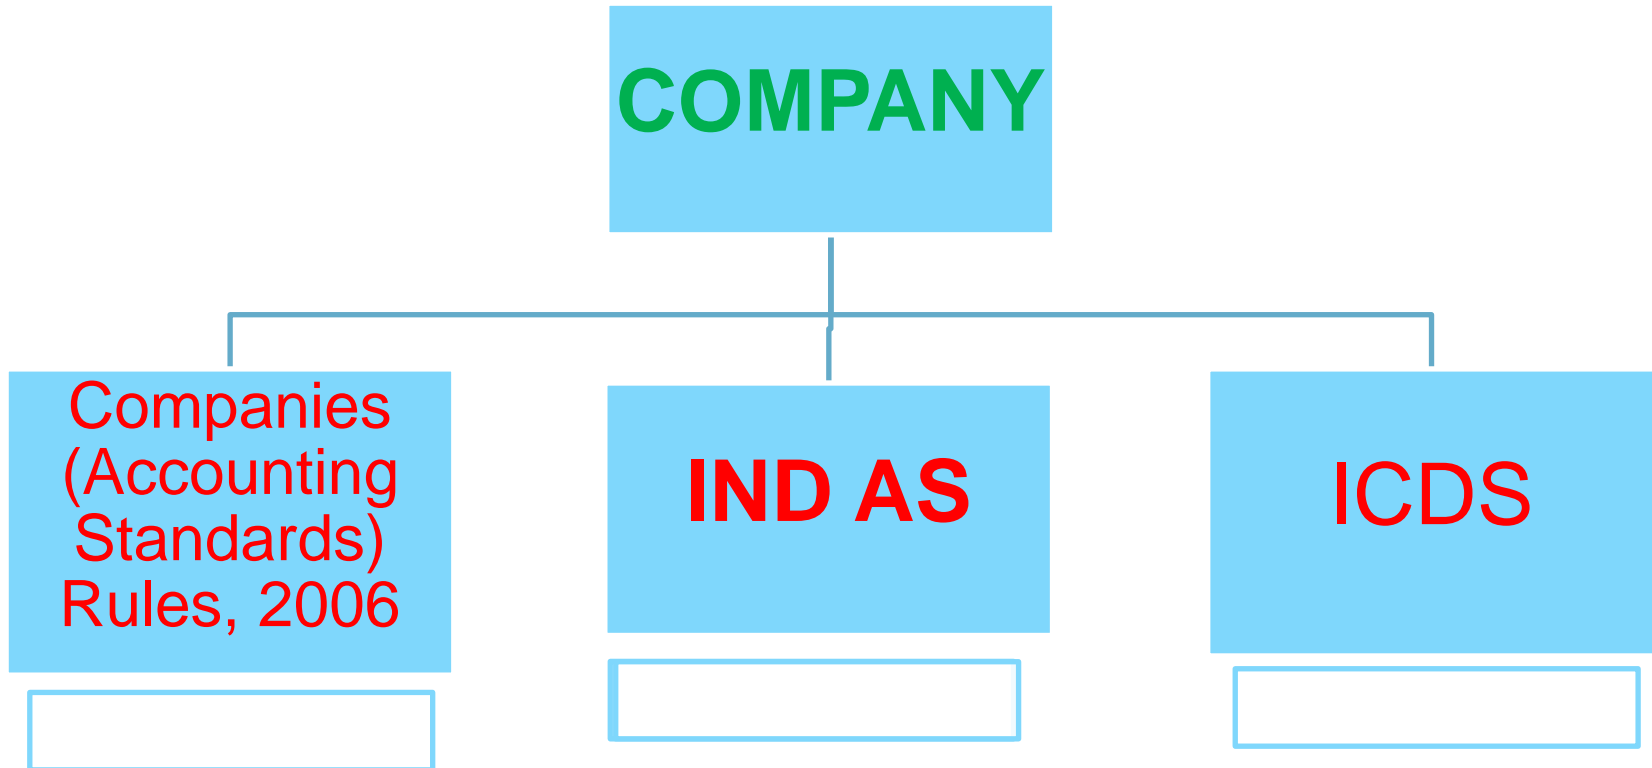 COMPANY
Companies
(Accounting
Standards)
Rules, 2006
IND AS
ICDS